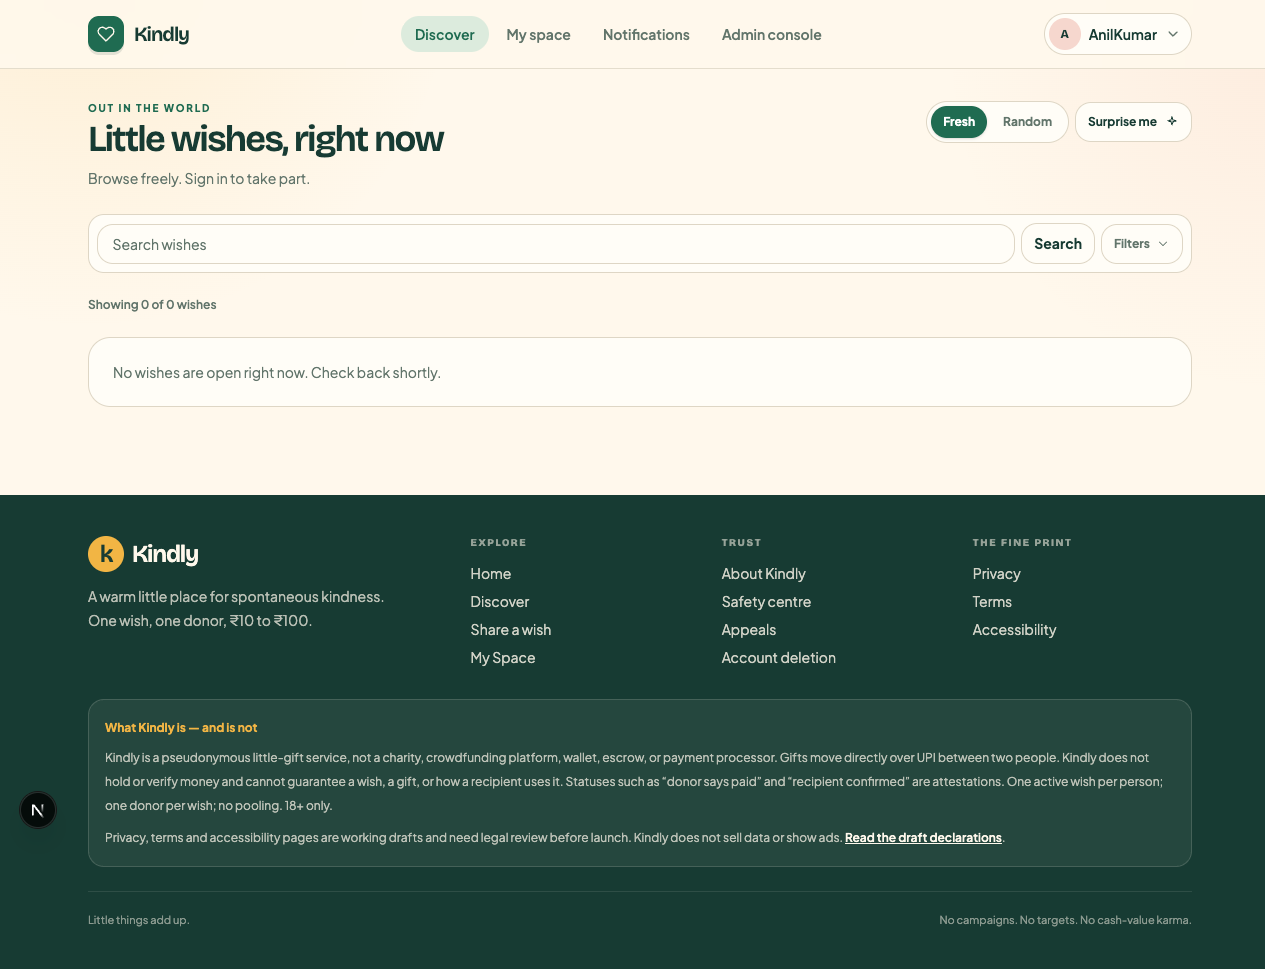 Kindly
Discover
My space
Notifications
Admin console
A
AnilKumar
OUT IN THE WORLD
Little wishes, right now
Browse freely. Sign in to take part.
Fresh
Random
Surprise me
Search wishes
Search
Filters
Showing 0 of 0 wishes
No wishes are open right now. Check back shortly.
k
Kindly
A warm little place for spontaneous kindness.
One wish, one donor, ₹10 to ₹100.
EXPLORE
Home
Discover
Share a wish
My Space
TRUST
About Kindly
Safety centre
Appeals
Account deletion
THE FINE PRINT
Privacy
Terms
Accessibility
What Kindly is — and is not
Kindly is a pseudonymous little-gift service, not a charity, crowdfunding platform, wallet, escrow, or payment processor. Gifts move directly over UPI between two people. Kindly does not
hold or verify money and cannot guarantee a wish, a gift, or how a recipient uses it. Statuses such as “donor says paid” and “recipient confirmed” are attestations. One active wish per person;
one donor per wish; no pooling. 18+ only.
Privacy, terms and accessibility pages are working drafts and need legal review before launch. Kindly does not sell data or show ads. Read the draft declarations.
N
Little things add up.
No campaigns. No targets. No cash-value karma.